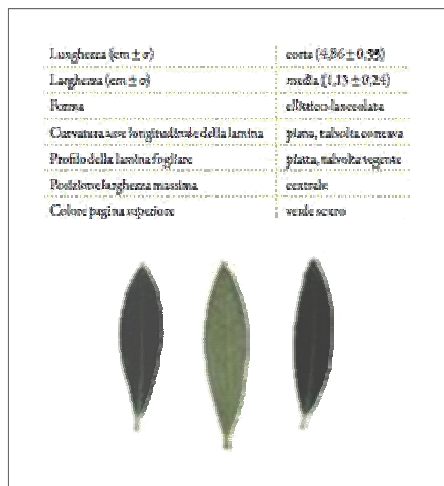 Lunghezza (cm ± σ) corta (4,86 ± 0,58)
Larghezza (cm ± σ) media (1,13 ± 0,24)
Forma ellittico-lanceolata
Curvatura asse longitudinale della lamina piana, talvolta concava
Profilo della lamina fogliare piatta, talvolta tegente
Posizione larghezza massima centrale
Colore pagina superiore verde scuro